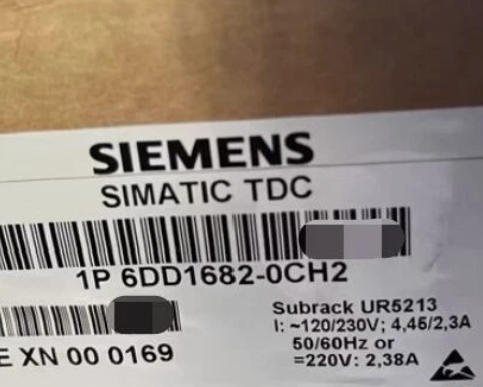 SIEMENS
SIMATIC TDC
1P 6DD1682-0CH2
Subrack UR5213
I: ~120/230V; 4,45/2,3A
50/60Hz or
=220V: 2,38A
E XN 00 0169